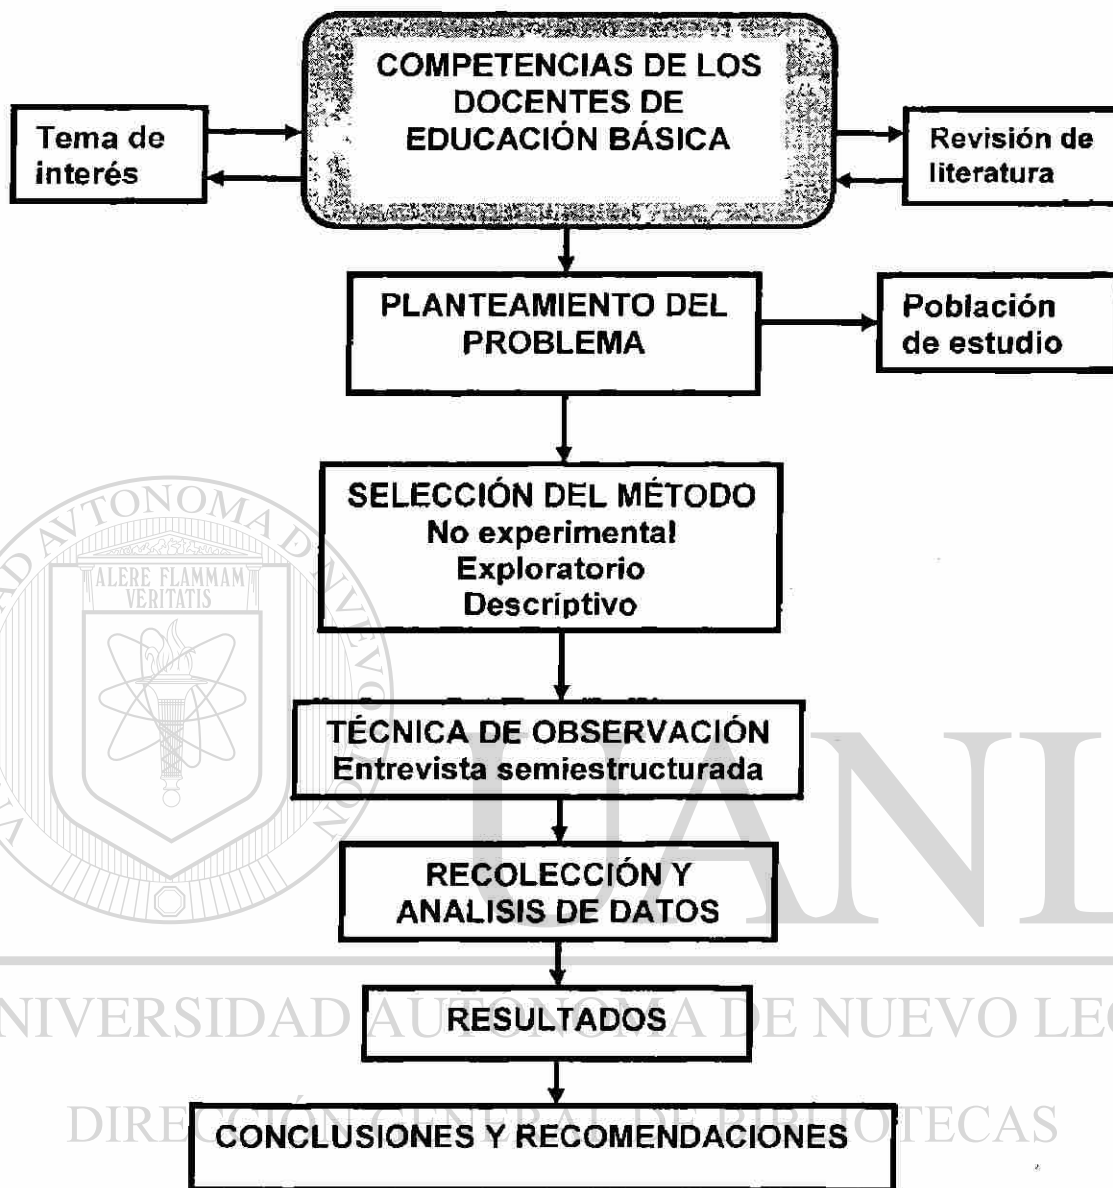 COMPETENCIAS DE LOS
DOCENTES DE
EDUCACIÓN BÁSICA
Tema de
interés
Revisión de
literatura
PLANTEAMIENTO DEL
PROBLEMA
Población
de estudio
SELECCIÓN DEL MÉTODO
No experimental
Exploratorio
Descriptivo
ALERE FLAMMAM
VERITATIS
TÉCNICA DE OBSERVACIÓN
Entrevista semiestructurada
UANL
RECOLECCIÓN Y
ANALISIS DE DATOS
RESULTADOS
NIVERSIDAD AUTÓNOMA DE NUEVO LEÓ
DIRECCIÓN GENERAL DE BIBLIOTECAS
CONCLUSIONES Y RECOMENDACIONES